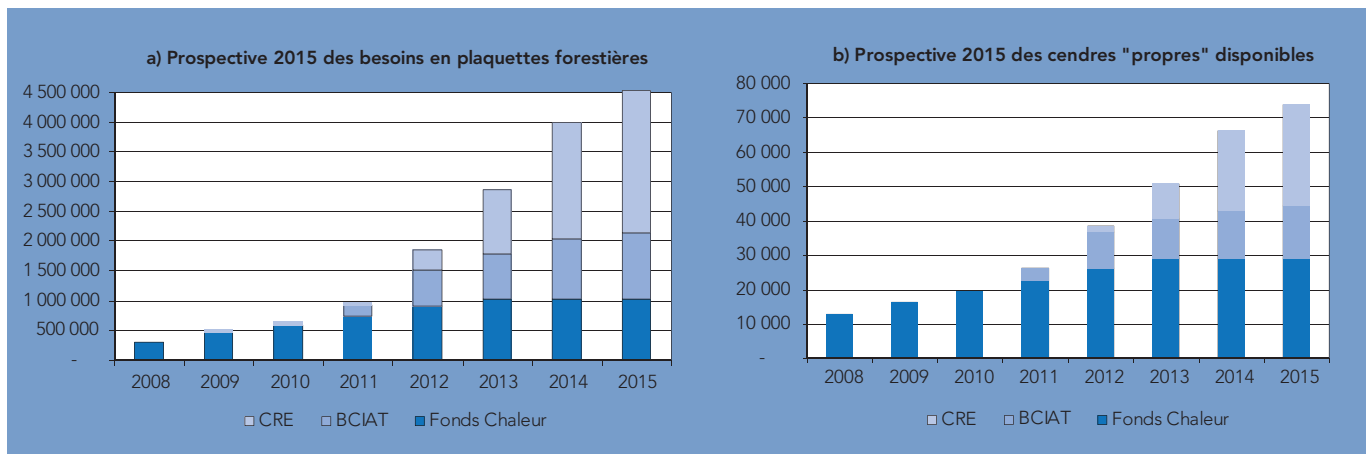 a) Prospective 2015 des besoins en plaquettes forestières
4 500 000
4 000 000
3 500 000
3 000 000
2 500 000
2 000 000
1 500 000
1 000 000
500 000
-
2008 2009 2010 2011 2012 2013 2014 2015
CRE BCIAT Fonds Chaleur
b) Prospective 2015 des cendres "propres" disponibles
80 000
70 000
60 000
50 000
40 000
30 000
20 000
10 000
-
2008 2009 2010 2011 2012 2013 2014 2015
CRE BCIAT Fonds Chaleur